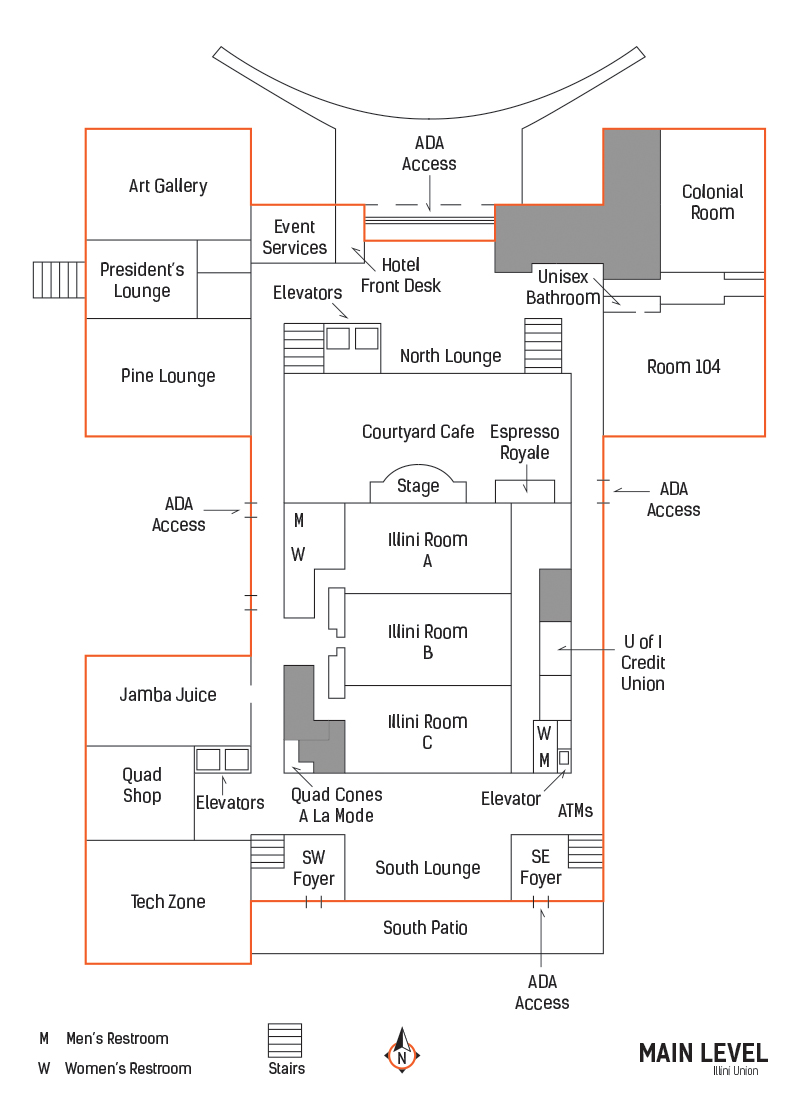 ADA
Access
Art Gallery
Colonial
Room
Event
Services
President's
Lounge
Hotel
Front Desk
Unisex
Bathroom
Elevators
North Lounge
Pine Lounge
Room 104
Courtyard Cafe
Espresso
Royale
Stage
ADA
Access
ADA
Access
M
W
Illini Room
A
Illini Room
B
U of I
Credit
Union
Jamba Juice
Illini Room
C
W
M
Quad
Shop
Elevators
Quad Cones
A La Mode
Elevator
ATMs
SW
Foyer
South Lounge
SE
Foyer
Tech Zone
South Patio
ADA
Access
M Men's Restroom
W Women's Restroom
Stairs
N
MAIN LEVEL
Illini Union